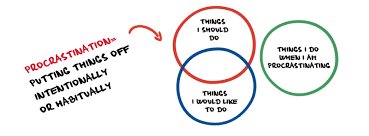 PROCRASTINATION=
PUTTING THINGS OFF
INTENTIONALLY
OR HABITUALLY
THINGS
I SHOULD
DO
THINGS
I WOULD LIKE
TO DO
THINGS I DO
WHEN I AM
PROCRASTINATING